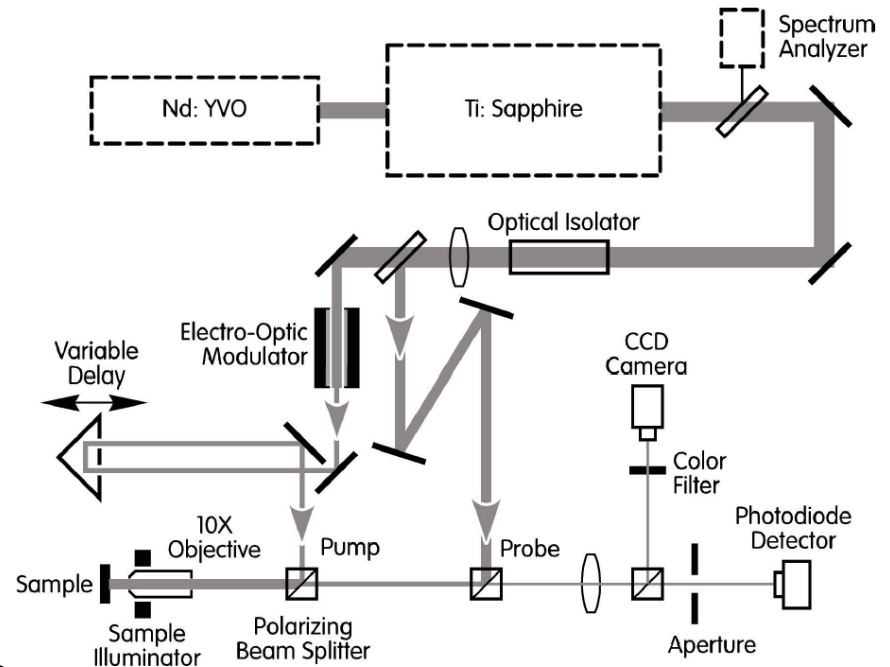 Spectrum
Analyzer
Nd: YVO
Ti: Sapphire
Optical Isolator
Electro-Optic
Modulator
Variable
Delay
CCD
Camera
Color
Filter
Photodiode
Detector
10X
Objective
Pump
Probe
Sample
Sample
Illuminator
Polarizing
Beam Splitter
Aperture